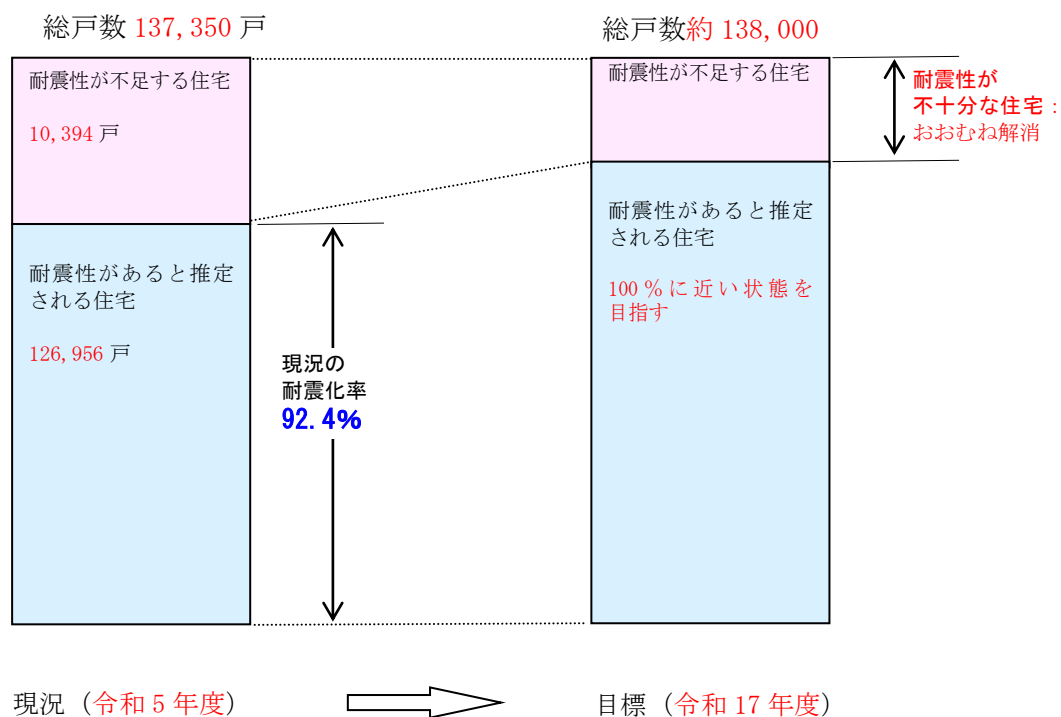 総戸数 137,350 戸
総戸数約 138,000
耐震性が不足する住宅
10,394 戸
耐震性があると推定
される住宅
126,956 戸
現況の
耐震化率
92.4%
耐震性が不足する住宅
耐震性があると推定
される住宅
100%に近い状態を
目指す
耐震性が
不十分な住宅:
おおむね解消
現況（令和 5 年度）
目標（令和 17 年度）